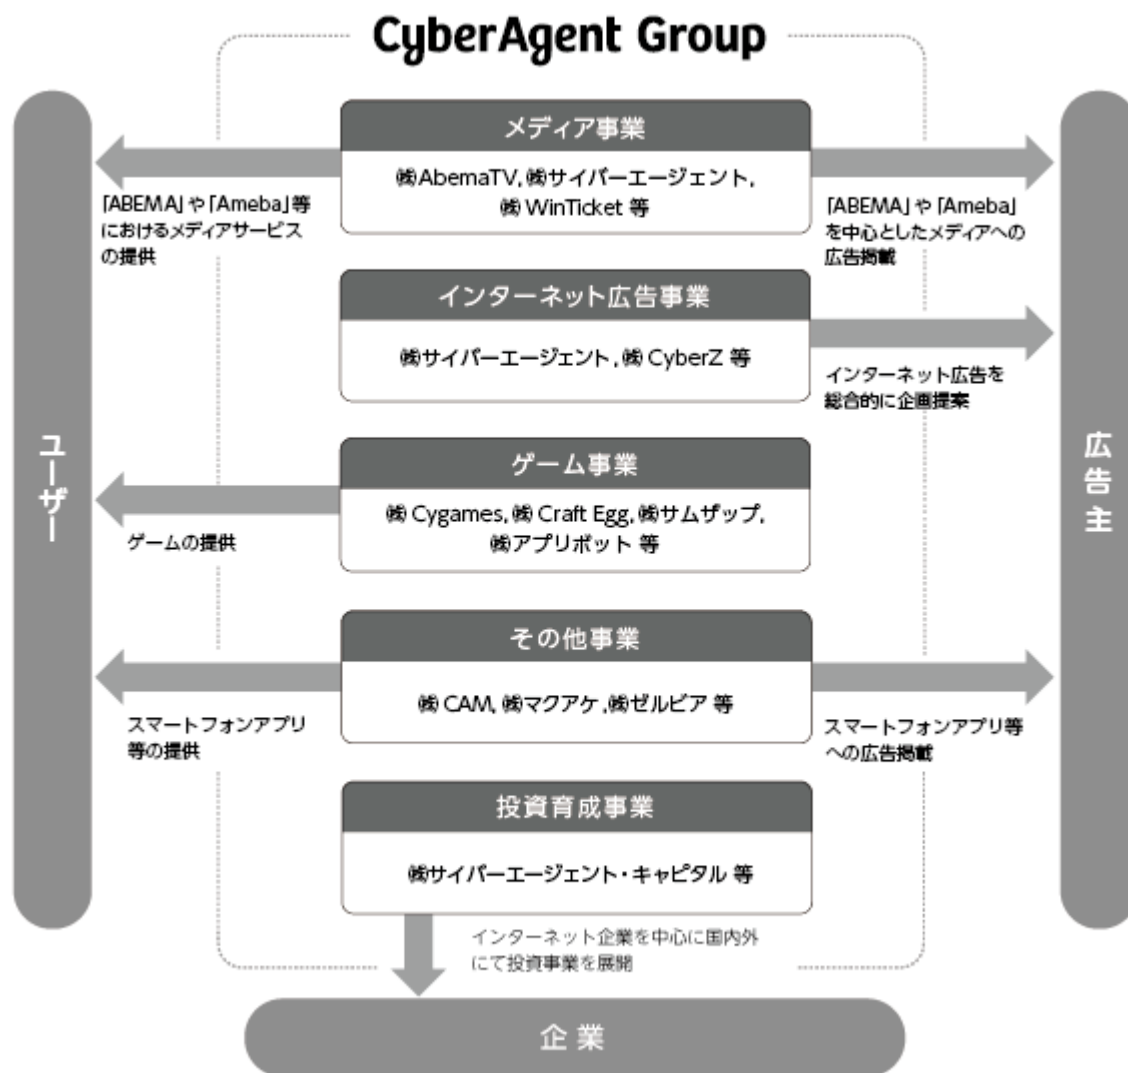 CyberAgent Group
メディア事業
㈱AbemaTV, ㈱サイバーエージェント,
㈱ WinTicket 等
「ABEMA」や「Ameba」等
におけるメディアサービス
の提供
「ABEMA」や「Ameba」
を中心としたメディアへの
広告掲載
インターネット広告事業
㈱サイバーエージェント, ㈱ CyberZ 等
インターネット広告を
総合的に企画提案
ユーザー
広告主
ゲーム事業
㈱ Cygames, ㈱ Craft Egg, ㈱サムザップ,
㈱アプリボット 等
ゲームの提供
その他事業
㈱ CAM, ㈱マクアケ, ㈱ゼルビア 等
スマートフォンアプリ
等の提供
スマートフォンアプリ等
への広告掲載
投資育成事業
㈱サイバーエージェント・キャピタル 等
インターネット企業を中心に国内外
にて投資事業を展開
企業